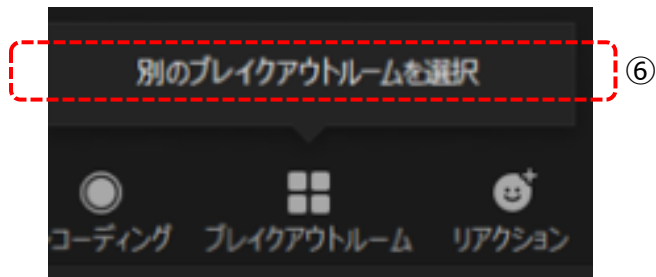 別のブレイクアウトルームを選択
⑥
コーディング ブレイクアウトルーム リアクション